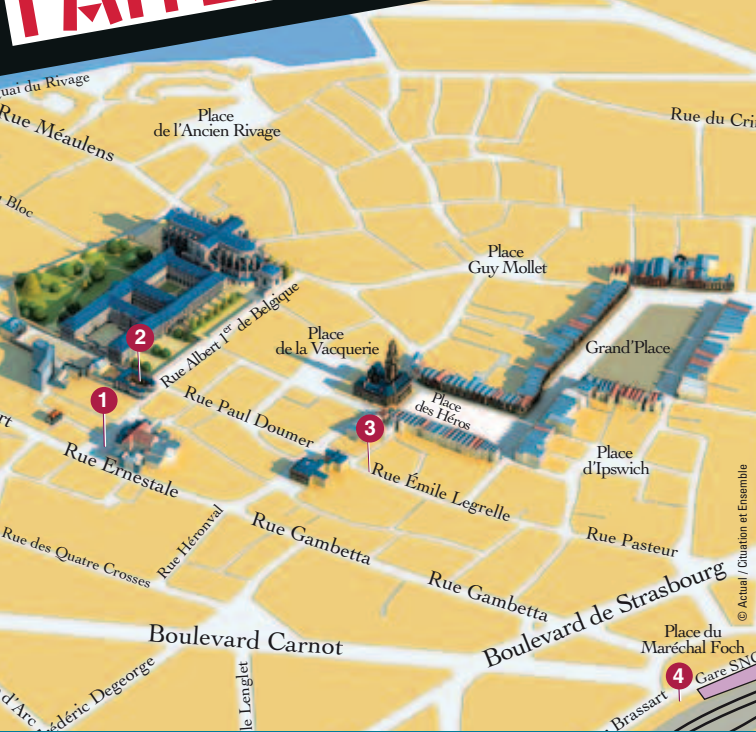 Quai du Rivage
Rue Méaulens
Place
de l'Ancien Rivage
Rue du Cri
Bloc
Place
Guy Mollet
Rue Albert 1er de Belgique
Place
de la Vacquerie
Grand'Place
2
1
Rue Paul Doumer
Place
des Héros
3
Rue Ernestale
Rue Émile Legrelle
Place
d'Ipswich
Rue des Quatre Crosses
Rue Héronval
Rue Gambetta
Rue Pasteur
Rue Gambetta
Boulevard de Strasbourg
Boulevard Carnot
Place du
Maréchal Foch
Gare SNC
4
Brassart
d'Arc
édéric Degeorge
le Lenglet
© Actual / Cituation et Ensemble